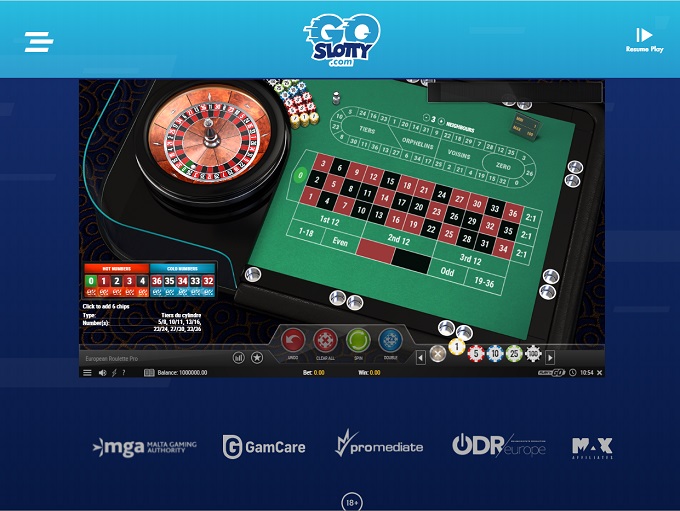 GO
SLOTTY
.com
Resume Play
3 NEIGHBOURS
TIERS
ORPHELINS
VOISINS
ZERO
0
3 6 9 12 15 18 21 24 27 30 33 36 2:1
2 5 8 11 14 17 20 23 26 29 32 35 2:1
1 4 7 10 13 16 19 22 25 28 31 34 2:1
1st 12
2nd 12
3rd 12
1-18
Even
Odd
19-36
HOT NUMBERS COLD NUMBERS
0 1 2 3 4 36 35 34 33 32
Click to add 6 chips
Type: Tiers du cylindre
Number(s): 5/8, 10/11, 13/16,
23/24, 27/30, 33/36
UNDO
CLEAR ALL
SPIN
DOUBLE
1
5
10
25
100
European Roulette Pro
? Balance: 1000000.00 Bet: 0.00 Win: 0.00 PLAY'N GO 10:54
mga MALTA GAMING
AUTHORITY
G GamCare
promediate
ODR europe
MAX
AFFILIATES
18+